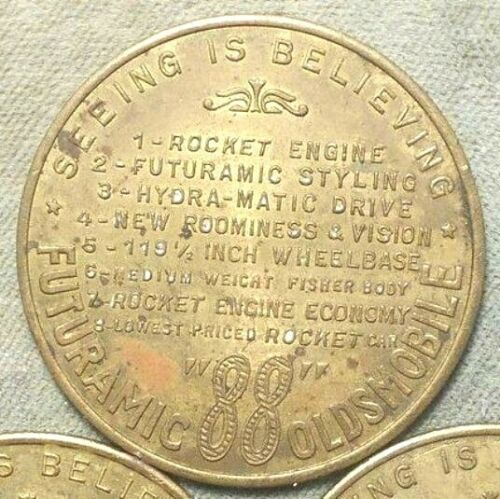 SEEING IS BELIEVING
1-ROCKET ENGINE
2-FUTURAMIC STYLING
3-HYDRA-MATIC DRIVE
4-NEW ROOMINESS & VISION
5-119½ INCH WHEELBASE
6-MEDIUM WEIGHT FISHER BODY
7-ROCKET ENGINE ECONOMY
8-LOWEST PRICED ROCKET CAR
88
FUTURAMIC OLDSMOBILE
S BELIE
NG IS B